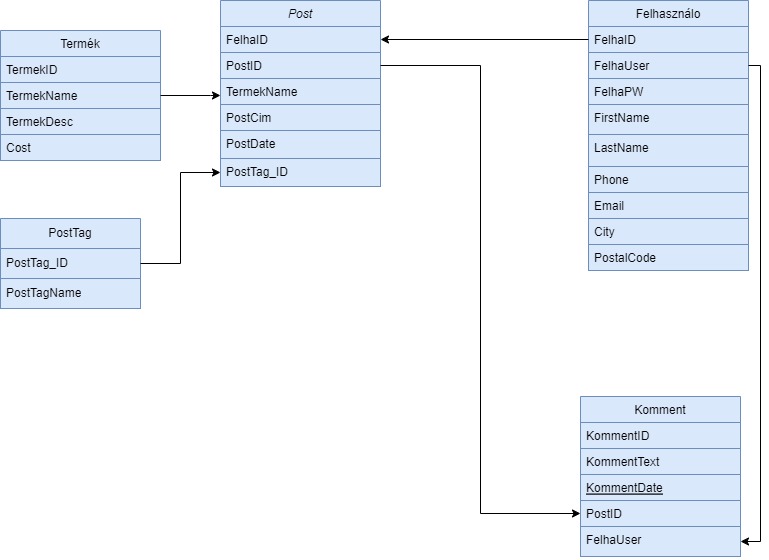 Termék
TermekID
TermekName
TermekDesc
Cost
PostTag
PostTag_ID
PostTagName
Post
FelhaID
PostID
TermekName
PostCim
PostDate
PostTag_ID
Felhasználo
FelhaID
FelhaUser
FelhaPW
FirstName
LastName
Phone
Email
City
PostalCode
Komment
KommentID
KommentText
KommentDate
PostID
FelhaUser